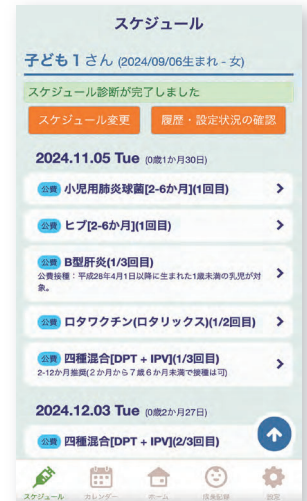 スケジュール
子ども1さん (2024/09/06生まれ - 女)
スケジュール診断が完了しました
スケジュール変更 履歴・設定状況の確認
2024.11.05 Tue (0歳1か月30日)
公費 小児用肺炎球菌[2-6か月](1回目)
公費 ヒブ[2-6か月](1回目)
公費 B型肝炎(1/3回目)
公費接種：平成28年4月1日以降に生まれた1歳未満の乳児が対
象。
公費 ロタワクチン(ロタリックス)(1/2回目)
公費 四種混合[DPT + IPV](1/3回目)
2-12か月推奨(２か月から７歳６か月未満で接種は可)
2024.12.03 Tue (0歳2か月27日)
公費 四種混合[DPT + IPV](2/3回目)
スケジュール カレンダー ホーム 成長記録 設定